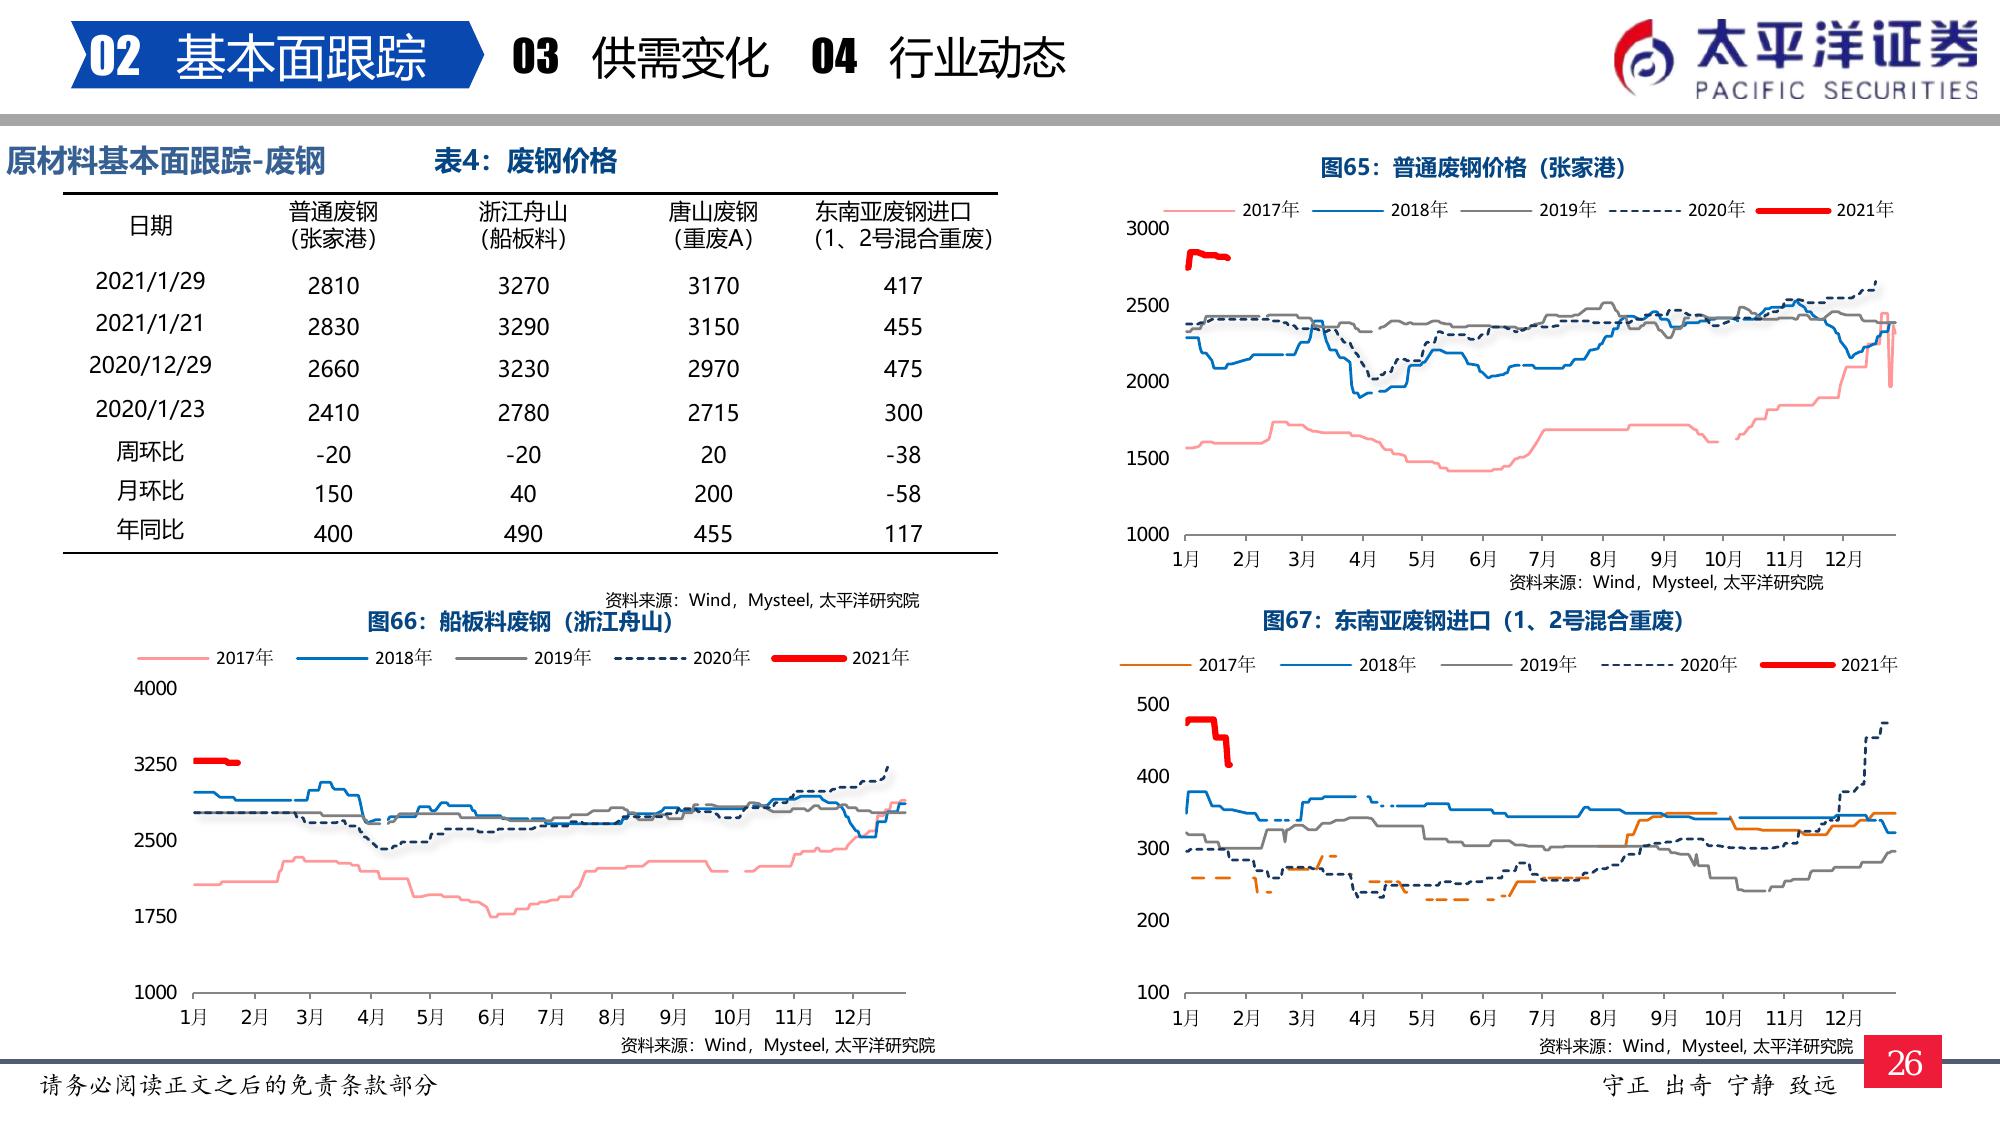 02 基本面跟踪 03 供需变化 04 行业动态
太平洋证券
PACIFIC SECURITIES
原材料基本面跟踪-废钢
表4：废钢价格
日期 普通废钢（张家港） 浙江舟山（船板料） 唐山废钢（重废A） 东南亚废钢进口（1、2号混合重废）
2021/1/29 2810 3270 3170 417
2021/1/21 2830 3290 3150 455
2020/12/29 2660 3230 2970 475
2020/1/23 2410 2780 2715 300
周环比 -20 -20 20 -38
月环比 150 40 200 -58
年同比 400 490 455 117
资料来源：Wind，Mysteel, 太平洋研究院
图65：普通废钢价格（张家港）
2017年 2018年 2019年 2020年 2021年
3000
2500
2000
1500
1000
1月 2月 3月 4月 5月 6月 7月 8月 9月 10月 11月 12月
资料来源：Wind，Mysteel, 太平洋研究院
图66：船板料废钢（浙江舟山）
2017年 2018年 2019年 2020年 2021年
4000
3250
2500
1750
1000
1月 2月 3月 4月 5月 6月 7月 8月 9月 10月 11月 12月
资料来源：Wind，Mysteel, 太平洋研究院
图67：东南亚废钢进口（1、2号混合重废）
2017年 2018年 2019年 2020年 2021年
500
400
300
200
100
1月 2月 3月 4月 5月 6月 7月 8月 9月 10月 11月 12月
资料来源：Wind，Mysteel, 太平洋研究院
26
请务必阅读正文之后的免责条款部分
守正 出奇 宁静 致远